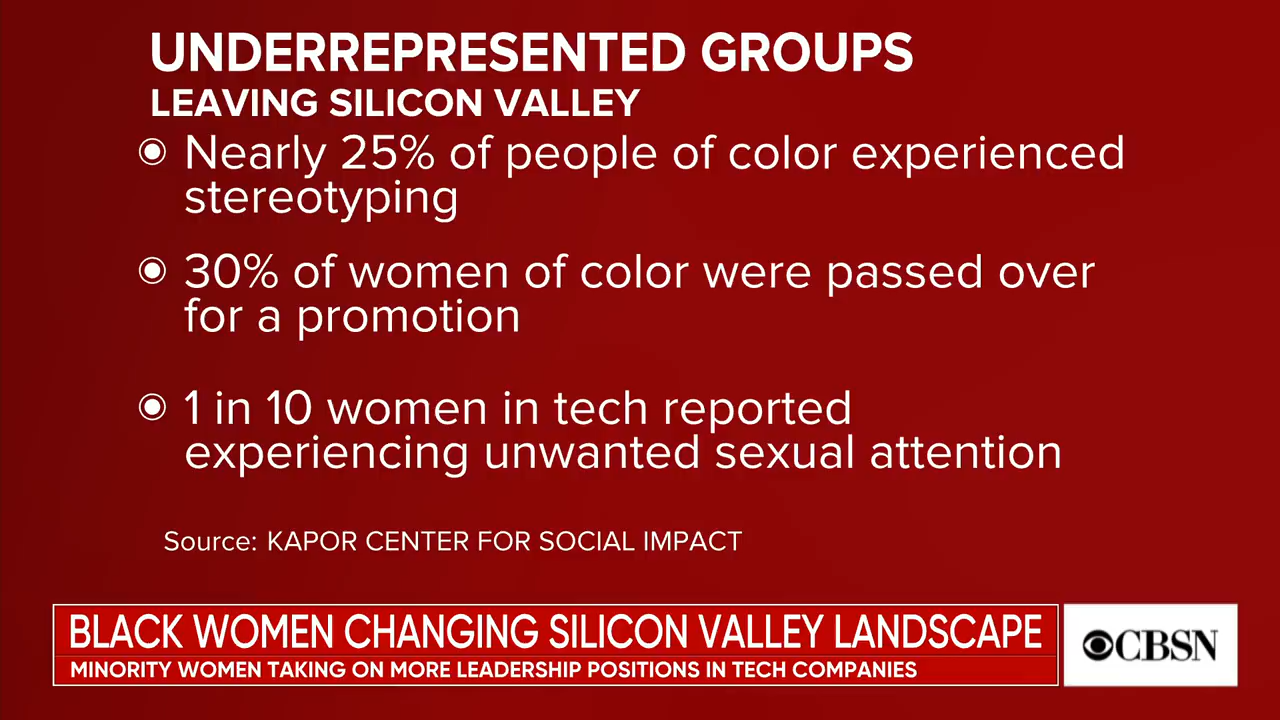 UNDERREPRESENTED GROUPS
LEAVING SILICON VALLEY
Nearly 25% of people of color experienced
stereotyping
30% of women of color were passed over
for a promotion
1 in 10 women in tech reported
experiencing unwanted sexual attention
Source: KAPOR CENTER FOR SOCIAL IMPACT
BLACK WOMEN CHANGING SILICON VALLEY LANDSCAPE
MINORITY WOMEN TAKING ON MORE LEADERSHIP POSITIONS IN TECH COMPANIES
CBSN